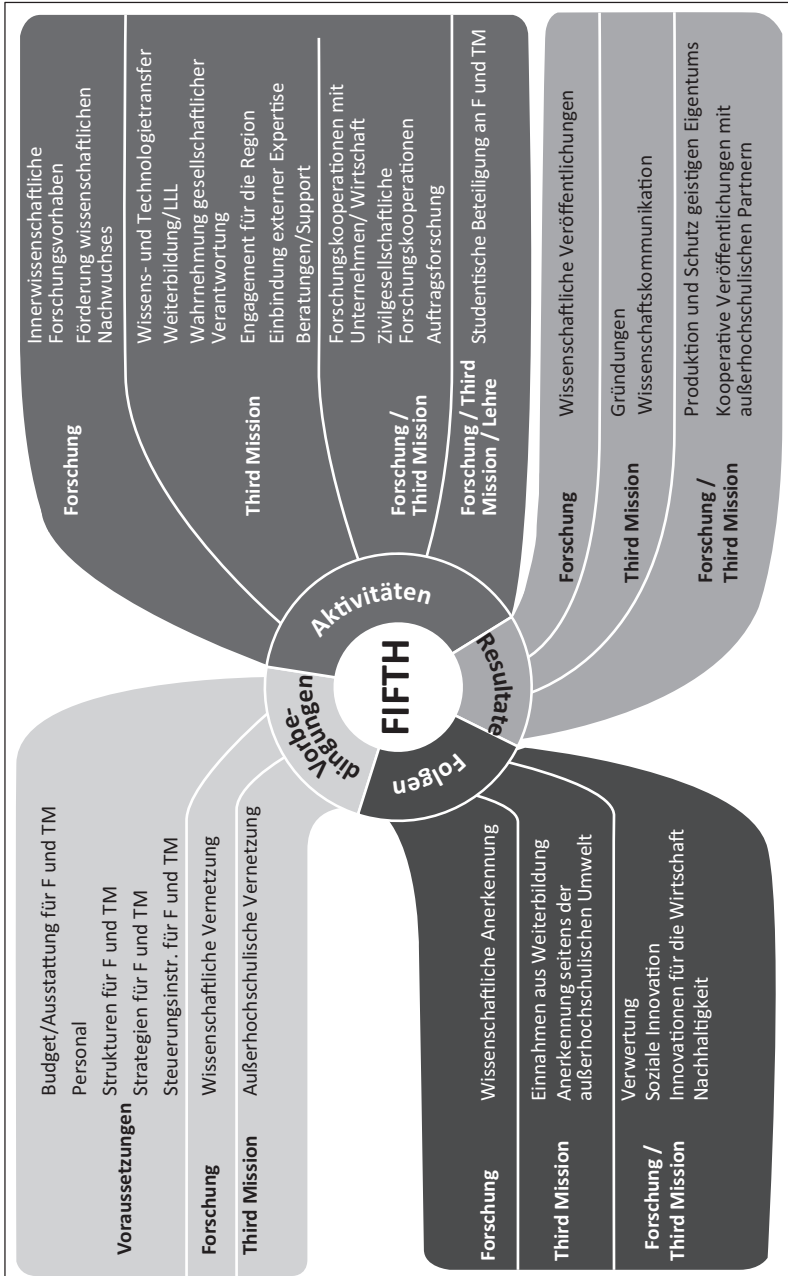 FIFTH
Vorbe-
dingungen
Voraussetzungen
Budget/Ausstattung für F und TM
Personal
Strukturen für F und TM
Strategien für F und TM
Steuerungsinstr. für F und TM
Forschung
Wissenschaftliche Vernetzung
Third Mission
Außerhochschulische Vernetzung
Aktivitäten
Forschung
Innerwissenschaftliche
Forschungsvorhaben
Förderung wissenschaftlichen
Nachwuchses
Third Mission
Wissens- und Technologietransfer
Weiterbildung/LLL
Wahrnehmung gesellschaftlicher
Verantwortung
Engagement für die Region
Einbindung externer Expertise
Beratungen/Support
Forschung /
Third Mission
Forschungskooperationen mit
Unternehmen/ Wirtschaft
Zivilgesellschaftliche
Forschungskooperationen
Auftragsforschung
Forschung / Third
Mission / Lehre
Studentische Beteiligung an F und TM
Resultate
Forschung
Wissenschaftliche Veröffentlichungen
Third Mission
Gründungen
Wissenschaftskommunikation
Forschung /
Third Mission
Produktion und Schutz geistigen Eigentums
Kooperative Veröffentlichungen mit
außerhochschulischen Partnern
Folgen
Forschung
Wissenschaftliche Anerkennung
Third Mission
Einnahmen aus Weiterbildung
Anerkennung seitens der
außerhochschulischen Umwelt
Forschung /
Third Mission
Verwertung
Soziale Innovation
Innovationen für die Wirtschaft
Nachhaltigkeit